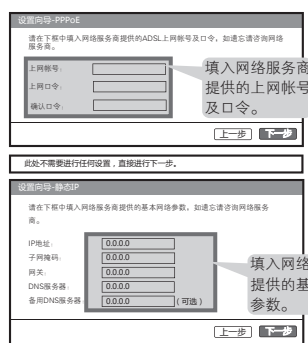 设置向导-PPPoE
请在下框中填入网络服务商提供的ADSL上网帐号及口令，如遗忘请咨询网络
服务商。
上网帐号：
上网口令：
确认口令：
填入网络服务商
提供的上网帐号
及口令。
上一步 下一步
此处不需要进行任何设置，直接进行下一步。
设置向导-静态IP
请在下框中填入网络服务商提供的基本网络参数，如遗忘请咨询网络服务
商。
IP地址： 0.0.0.0
子网掩码： 0.0.0.0
网关： 0.0.0.0
DNS服务器： 0.0.0.0
备用DNS服务器： 0.0.0.0 （可选）
填入网络
提供的基
参数。
上一步 下一步